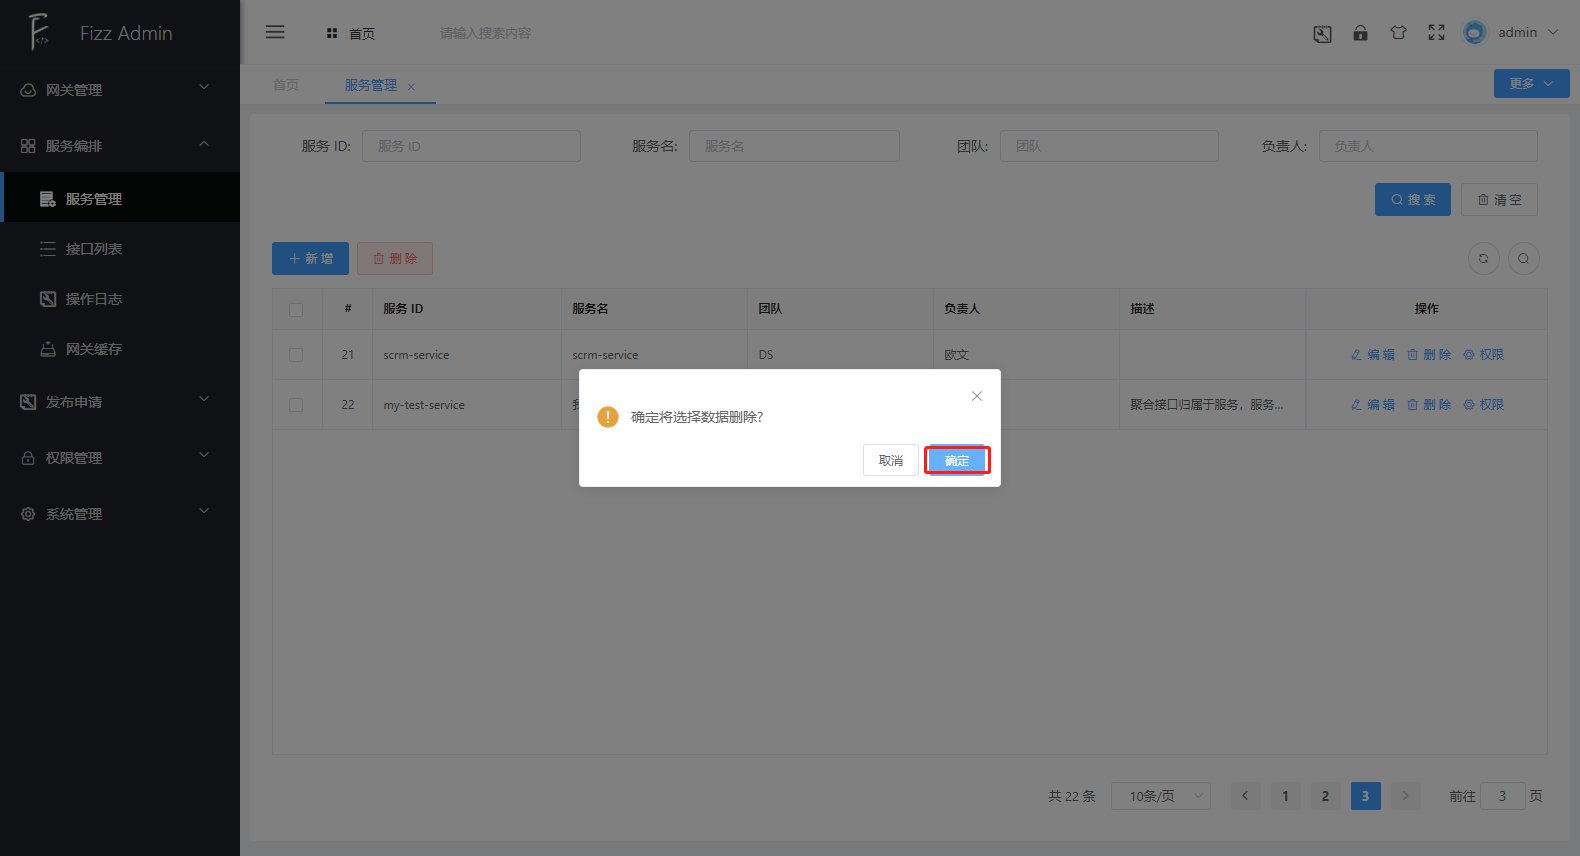 Fizz Admin
首页
请输入搜索内容
admin
网关管理
服务编排
服务管理
接口列表
操作日志
网关缓存
发布申请
权限管理
系统管理
首页
服务管理 ×
更多
服务 ID: 服务 ID
服务名: 服务名
团队: 团队
负责人: 负责人
搜 索
清 空
+ 新 增
删 除
# 服务 ID 服务名 团队 负责人 描述 操作
21 scrm-service scrm-service DS 欧文 编 辑 删 除 权限
22 my-test-service 聚合接口归属于服务，服务... 编 辑 删 除 权限
确定将选择数据删除?
取消
确定
共 22 条
10条/页
1
2
3
前往 3 页